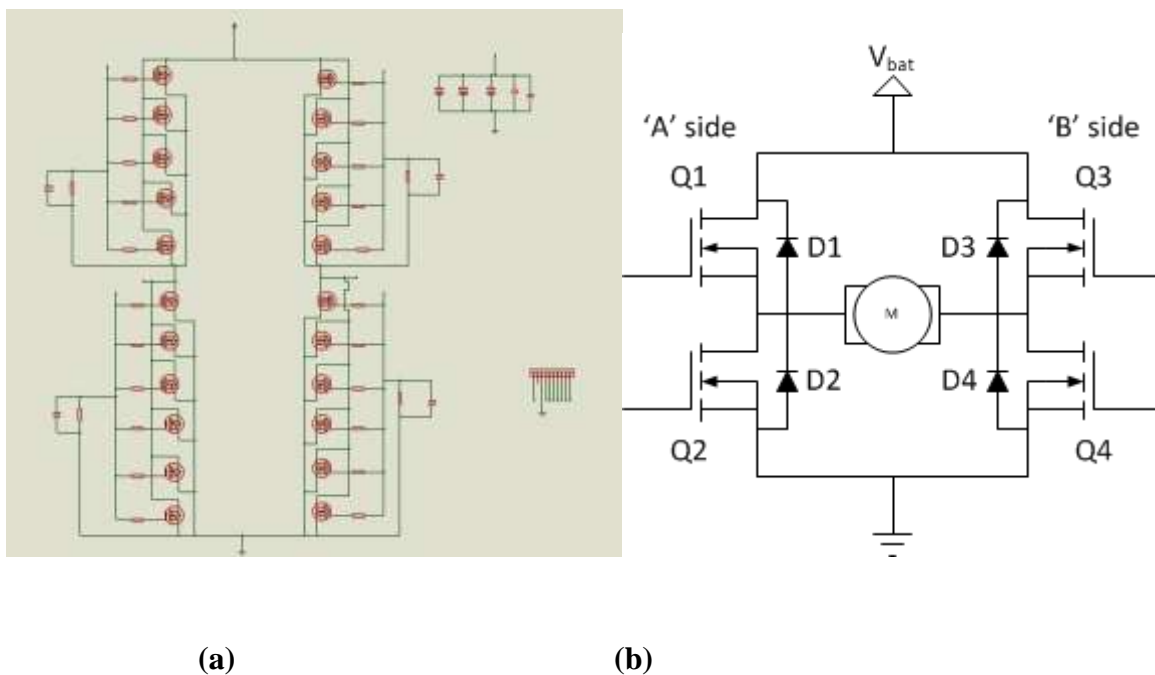 V_bat
'A' side 'B' side
Q1 Q3
D1 D3
M
D2 D4
Q2 Q4
(a) (b)